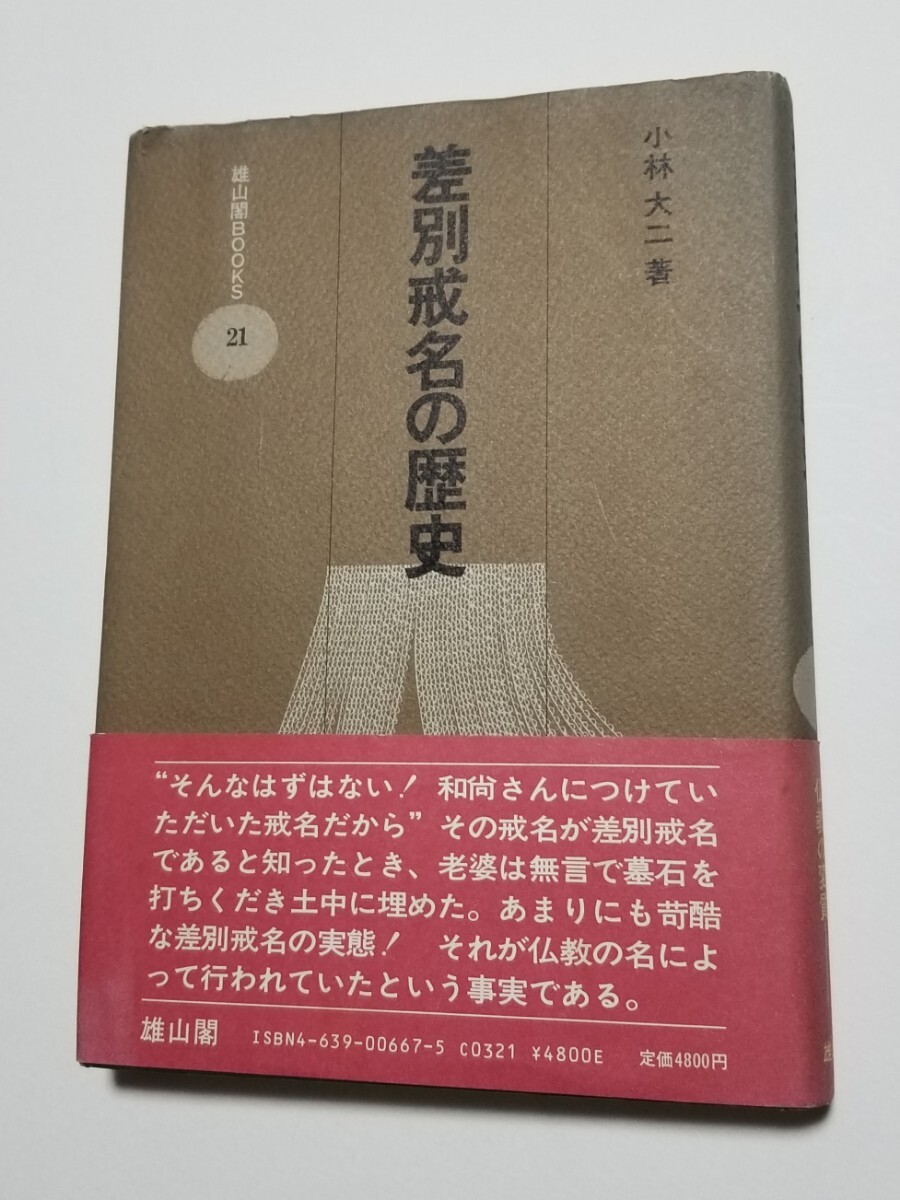 小林大二著
差別戒名の歴史
雄山閣BOOKS
21
“そんなはずはない！ 和尚さんにつけてい
ただいた戒名だから” その戒名が差別戒名
であると知ったとき、老婆は無言で墓石を
打ちくだき土中に埋めた。あまりにも苛酷
な差別戒名の実態！ それが仏教の名によ
って行われていたという事実である。
雄山閣 ISBN4-639-00667-5 C0321 ¥4800E 定価4800円